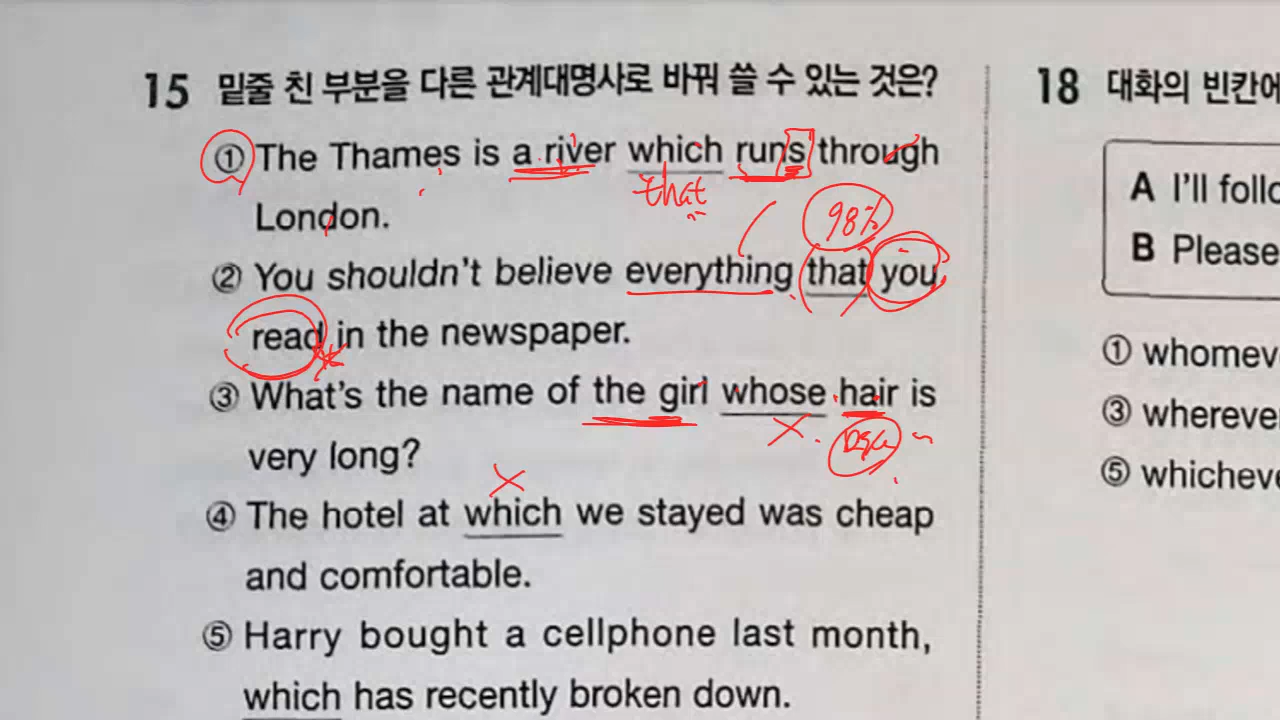 15 밑줄 친 부분을 다른 관계대명사로 바꿔 쓸 수 있는 것은?
① The Thames is a river which runs through
that
London.
98%
② You shouldn't believe everything that you
read in the newspaper.
③ What's the name of the girl whose hair is
very long?
④ The hotel at which we stayed was cheap
and comfortable.
⑤ Harry bought a cellphone last month,
which has recently broken down.
18 대화의 빈칸에
A I'll follo
B Please
① whomev
③ whereve
⑤ whicheve